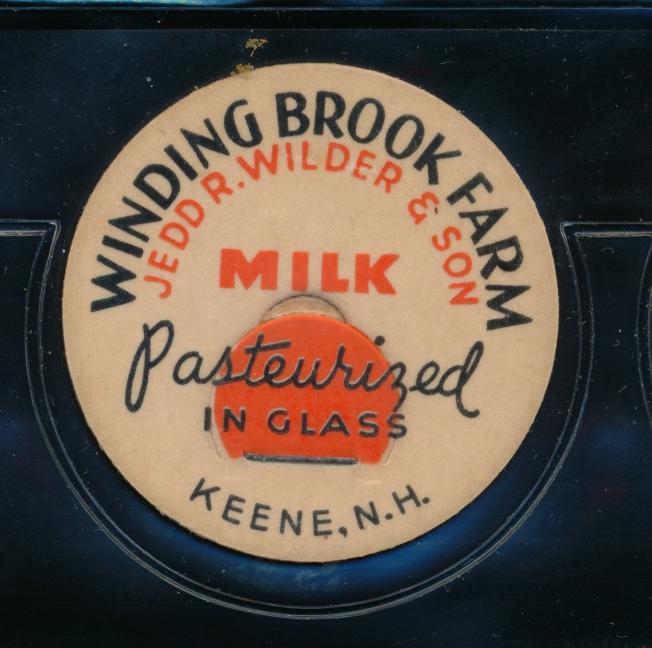 WINDING BROOK FARM
JEDD R. WILDER & SON
MILK
Pasteurized
IN GLASS
KEENE, N.H.